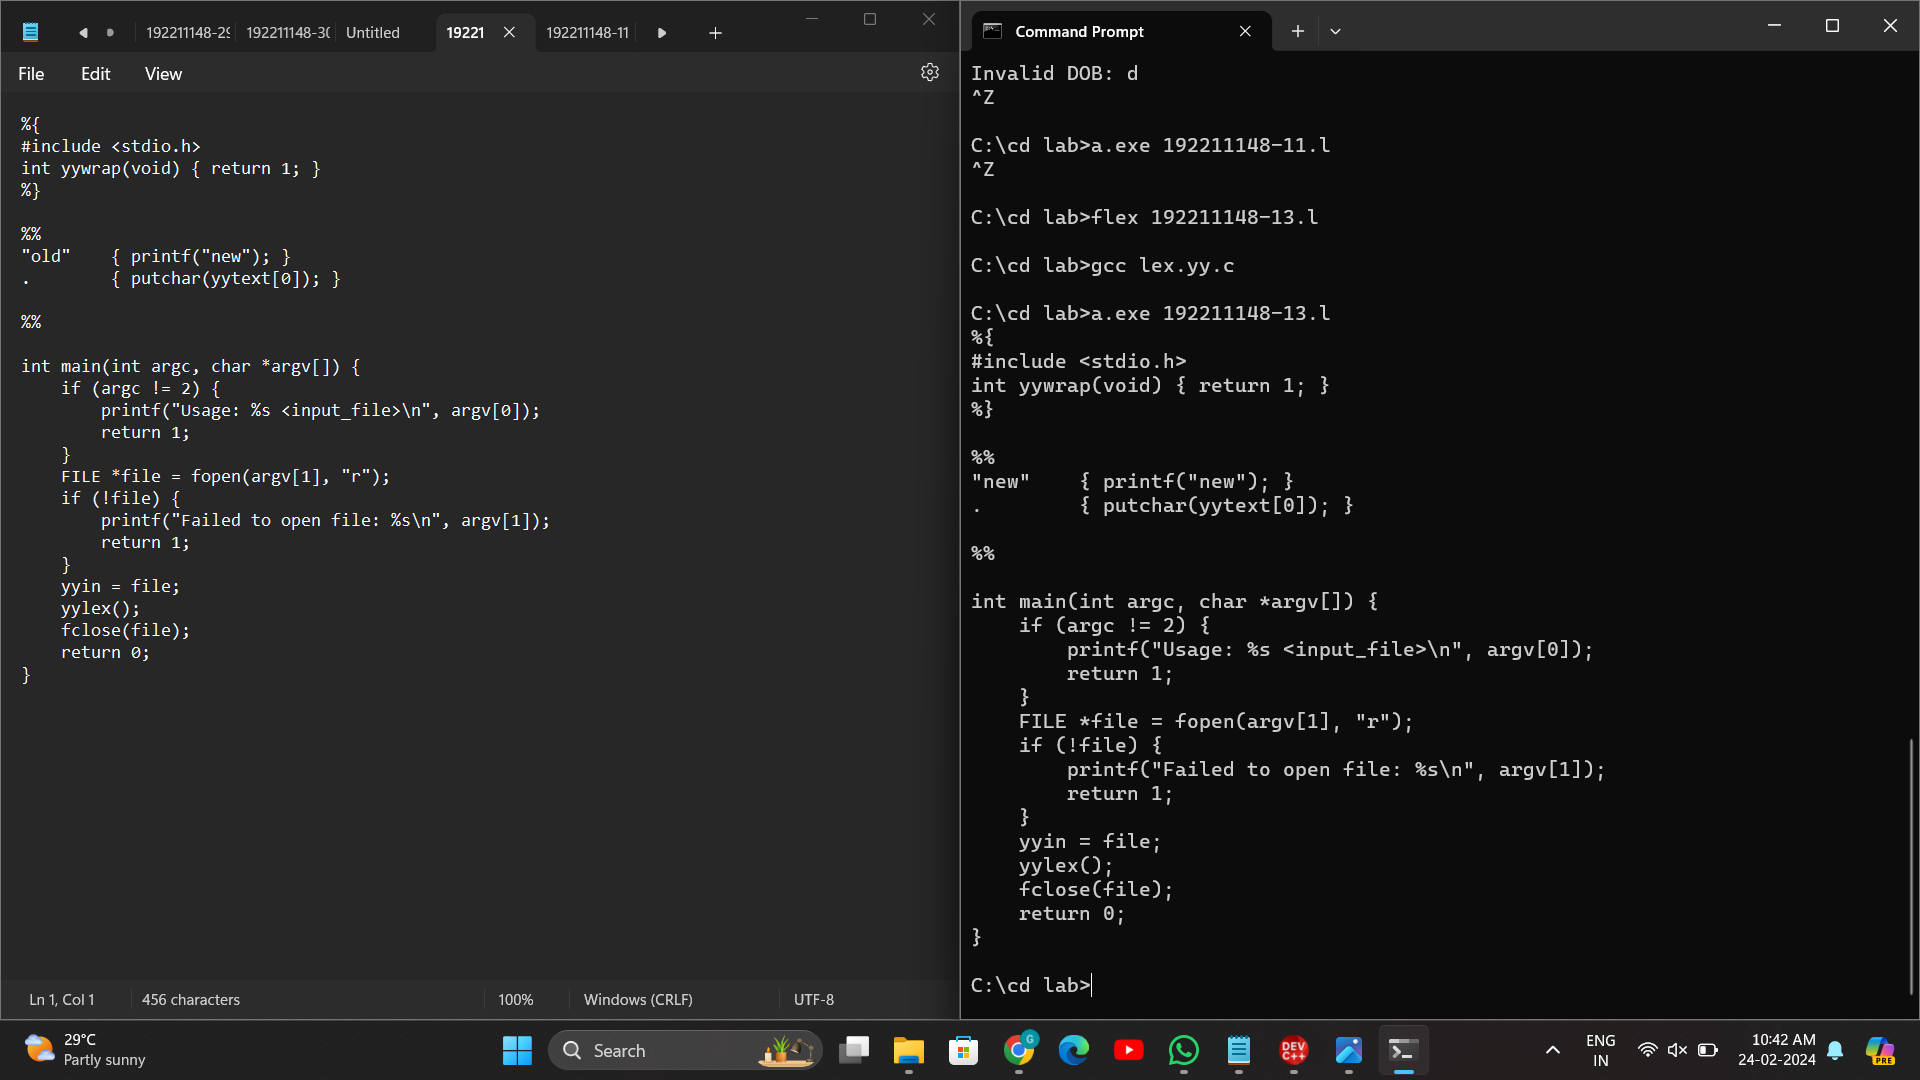 192211148-29
192211148-30
Untitled
19221
192211148-11
File
Edit
View
%{
#include <stdio.h>
int yywrap(void) { return 1; }
%}
%%
"old"    { printf("new"); }
.        { putchar(yytext[0]); }
%%
int main(int argc, char *argv[]) {
    if (argc != 2) {
        printf("Usage: %s <input_file>\n", argv[0]);
        return 1;
    }
    FILE *file = fopen(argv[1], "r");
    if (!file) {
        printf("Failed to open file: %s\n", argv[1]);
        return 1;
    }
    yyin = file;
    yylex();
    fclose(file);
    return 0;
}
Ln 1, Col 1
456 characters
100%
Windows (CRLF)
UTF-8
Command Prompt
Invalid DOB: d
^Z
C:\cd lab>a.exe 192211148-11.l
^Z
C:\cd lab>flex 192211148-13.l
C:\cd lab>gcc lex.yy.c
C:\cd lab>a.exe 192211148-13.l
%{
#include <stdio.h>
int yywrap(void) { return 1; }
%}
%%
"new"    { printf("new"); }
.        { putchar(yytext[0]); }
%%
int main(int argc, char *argv[]) {
    if (argc != 2) {
        printf("Usage: %s <input_file>\n", argv[0]);
        return 1;
    }
    FILE *file = fopen(argv[1], "r");
    if (!file) {
        printf("Failed to open file: %s\n", argv[1]);
        return 1;
    }
    yyin = file;
    yylex();
    fclose(file);
    return 0;
}
C:\cd lab>
29°C
Partly sunny
Search
G
DEV
C++
ENG
IN
10:42 AM
24-02-2024
PRE